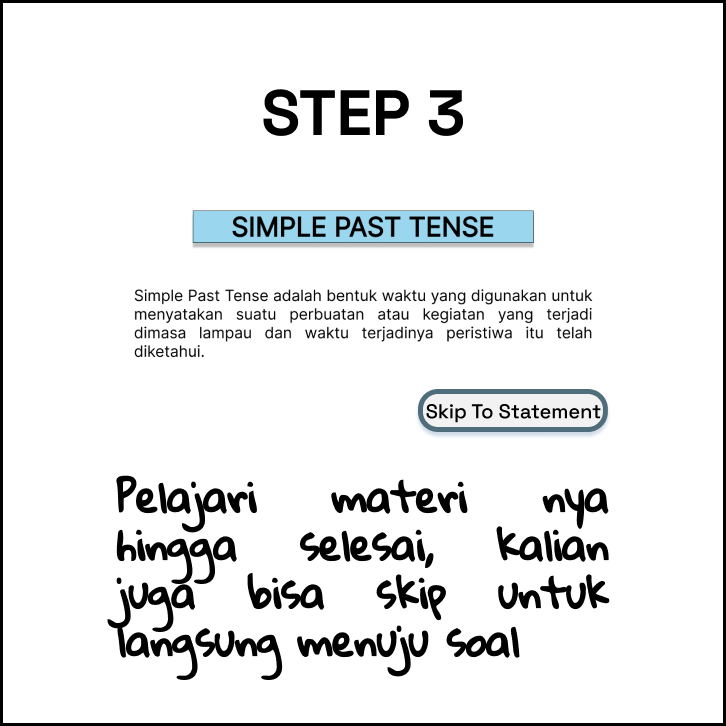 STEP 3
SIMPLE PAST TENSE
Simple Past Tense adalah bentuk waktu yang digunakan untuk
menyatakan suatu perbuatan atau kegiatan yang terjadi
dimasa lampau dan waktu terjadinya peristiwa itu telah
diketahui.
Skip To Statement
Pelajari materi nya
hingga selesai, kalian
juga bisa skip untuk
langsung menuju soal